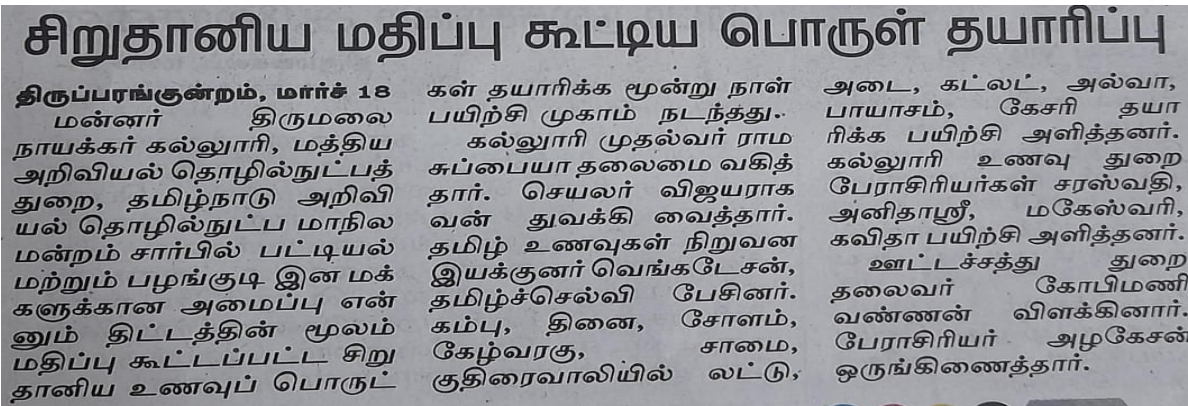 சிறுதானிய மதிப்பு கூட்டிய பொருள் தயாரிப்பு
திருப்பரங்குன்றம், மார்ச் 18
மன்னர் திருமலை
நாயக்கர் கல்லுாரி, மத்திய
அறிவியல் தொழில்நுட்பத்
துறை, தமிழ்நாடு அறிவி
யல் தொழில்நுட்ப மாநில
மன்றம் சார்பில் பட்டியல்
மற்றும் பழங்குடி இன மக்
களுக்கான அமைப்பு என்
னும் திட்டத்தின் மூலம்
மதிப்பு கூட்டப்பட்ட சிறு
தானிய உணவுப் பொருட்
கள் தயாரிக்க மூன்று நாள்
பயிற்சி முகாம் நடந்தது.
கல்லுாரி முதல்வர் ராம
சுப்பையா தலைமை வகித்
தார். செயலர் விஜயராக
வன் துவக்கி வைத்தார்.
தமிழ் உணவுகள் நிறுவன
இயக்குனர் வெங்கடேசன்,
தமிழ்ச்செல்வி பேசினர்.
கம்பு, தினை, சோளம்,
கேழ்வரகு, சாமை,
குதிரைவாலியில் லட்டு,
அடை, கட்லட், அல்வா,
பாயாசம், கேசரி தயா
ரிக்க பயிற்சி அளித்தனர்.
கல்லுாரி உணவு துறை
பேராசிரியர்கள் சரஸ்வதி,
அனிதாஸ்ரீ, மகேஸ்வரி,
கவிதா பயிற்சி அளித்தனர்.
ஊட்டச்சத்து துறை
தலைவர் கோபிமணி
வண்ணன் விளக்கினார்.
பேராசிரியர் அழகேசன்
ஒருங்கிணைத்தார்.